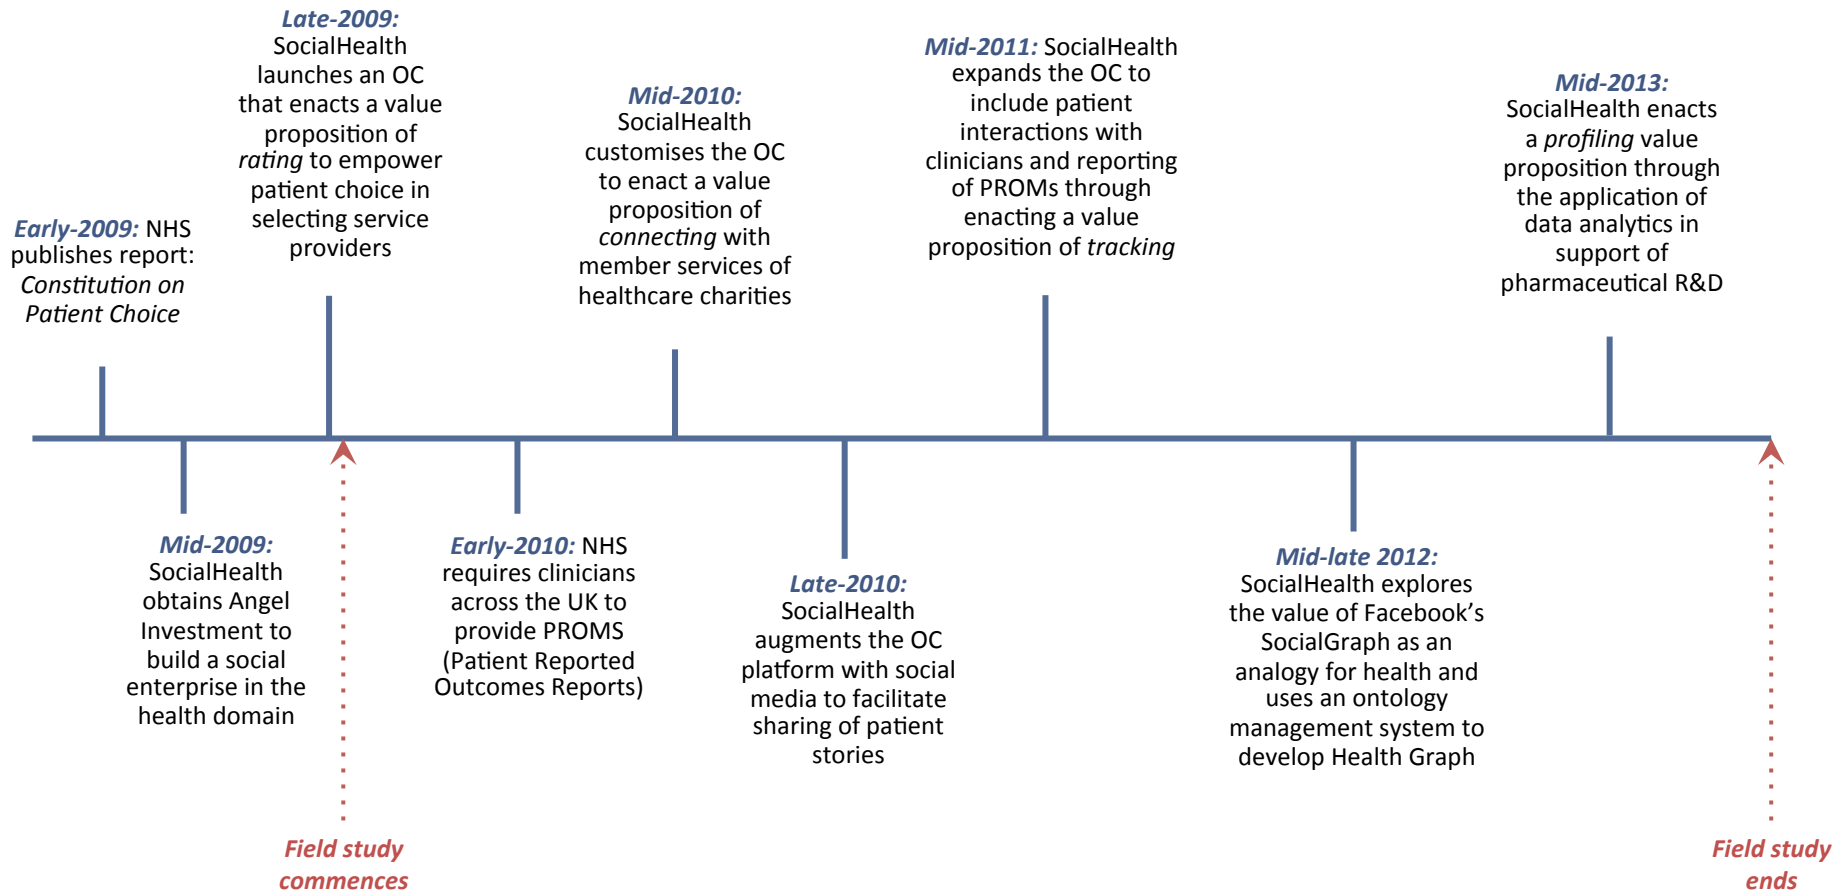 Early-2009: NHS
publishes report:
Constitution on
Patient Choice
Late-2009:
SocialHealth
launches an OC
that enacts a value
proposition of
rating to empower
patient choice in
selecting service
providers
Mid-2010:
SocialHealth
customises the OC
to enact a value
proposition of
connecting with
member services of
healthcare charities
Mid-2011: SocialHealth
expands the OC to
include patient
interactions with
clinicians and reporting
of PROMs through
enacting a value
proposition of tracking
Mid-2013:
SocialHealth enacts
a profiling value
proposition through
the application of
data analytics in
support of
pharmaceutical R&D
Mid-2009:
SocialHealth
obtains Angel
Investment to
build a social
enterprise in the
health domain
Early-2010: NHS
requires clinicians
across the UK to
provide PROMS
(Patient Reported
Outcomes Reports)
Late-2010:
SocialHealth
augments the OC
platform with social
media to facilitate
sharing of patient
stories
Mid-late 2012:
SocialHealth explores
the value of Facebook’s
SocialGraph as an
analogy for health and
uses an ontology
management system to
develop Health Graph
Field study
commences
Field study
ends